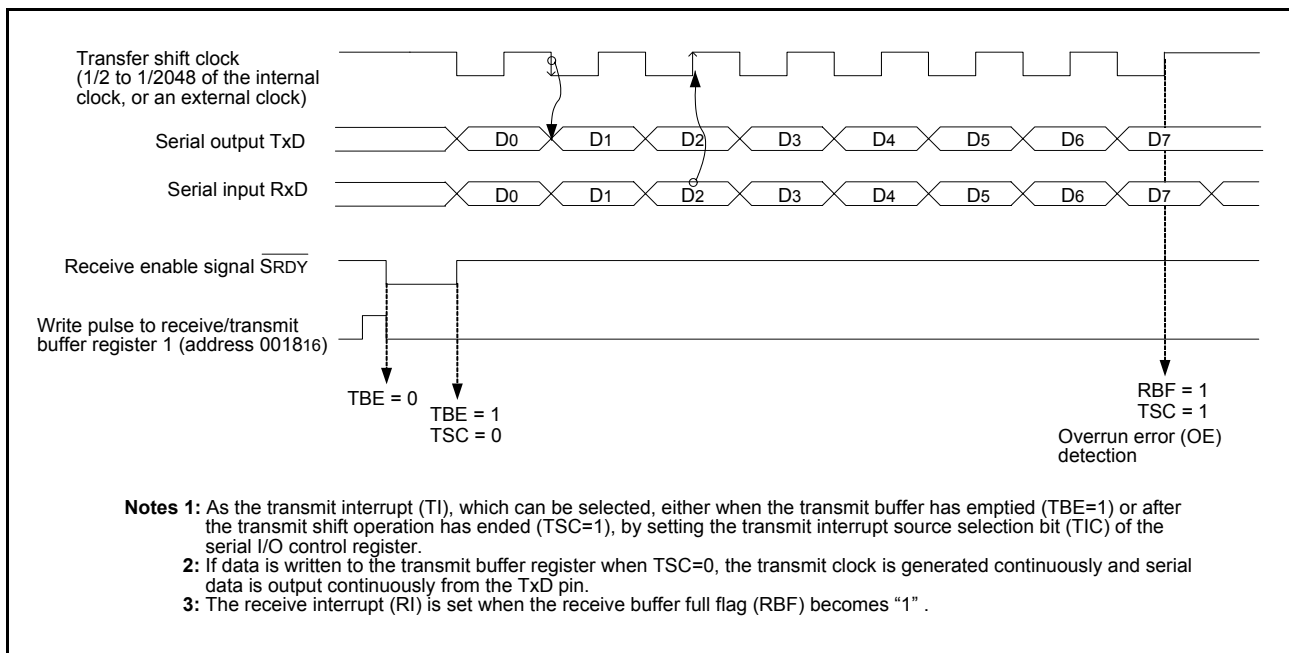 Transfer shift clock
(1/2 to 1/2048 of the internal
clock, or an external clock)
Serial output TxD
D0 D1 D2 D3 D4 D5 D6 D7
Serial input RxD
D0 D1 D2 D3 D4 D5 D6 D7
Receive enable signal SRDY
Write pulse to receive/transmit
buffer register 1 (address 001816)
TBE = 0
TBE = 1
TSC = 0
RBF = 1
TSC = 1
Overrun error (OE)
detection
Notes 1: As the transmit interrupt (TI), which can be selected, either when the transmit buffer has emptied (TBE=1) or after
the transmit shift operation has ended (TSC=1), by setting the transmit interrupt source selection bit (TIC) of the
serial I/O control register.
2: If data is written to the transmit buffer register when TSC=0, the transmit clock is generated continuously and serial
data is output continuously from the TxD pin.
3: The receive interrupt (RI) is set when the receive buffer full flag (RBF) becomes “1” .